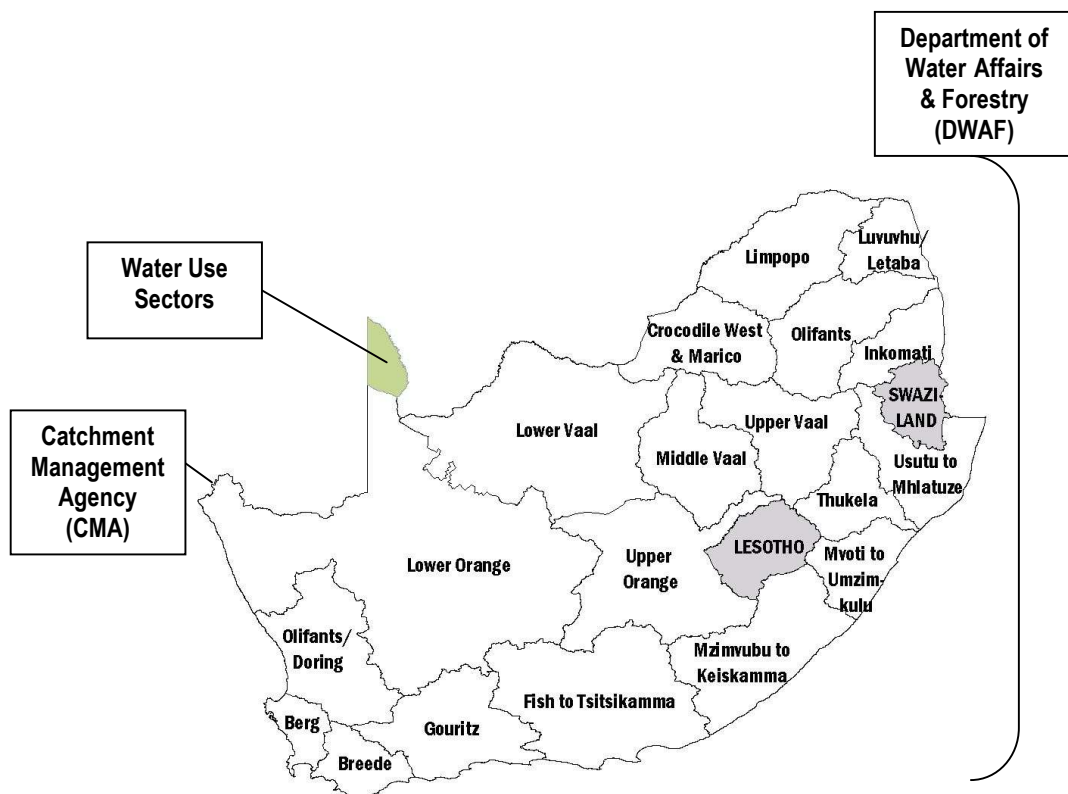 Department of
Water Affairs
& Forestry
(DWAF)
Water Use
Sectors
Catchment
Management
Agency
(CMA)
Limpopo
Luvuvhu/
Letaba
Crocodile West
& Marico
Olifants
Inkomati
SWAZI-
LAND
Lower Vaal
Middle Vaal
Upper Vaal
Usutu to
Mhlatuze
Thukela
LESOTHO
Mvoti to
Umzim-
kulu
Lower Orange
Upper
Orange
Olifants/
Doring
Mzimvubu to
Keiskamma
Fish to Tsitsikamma
Gouritz
Berg
Breede